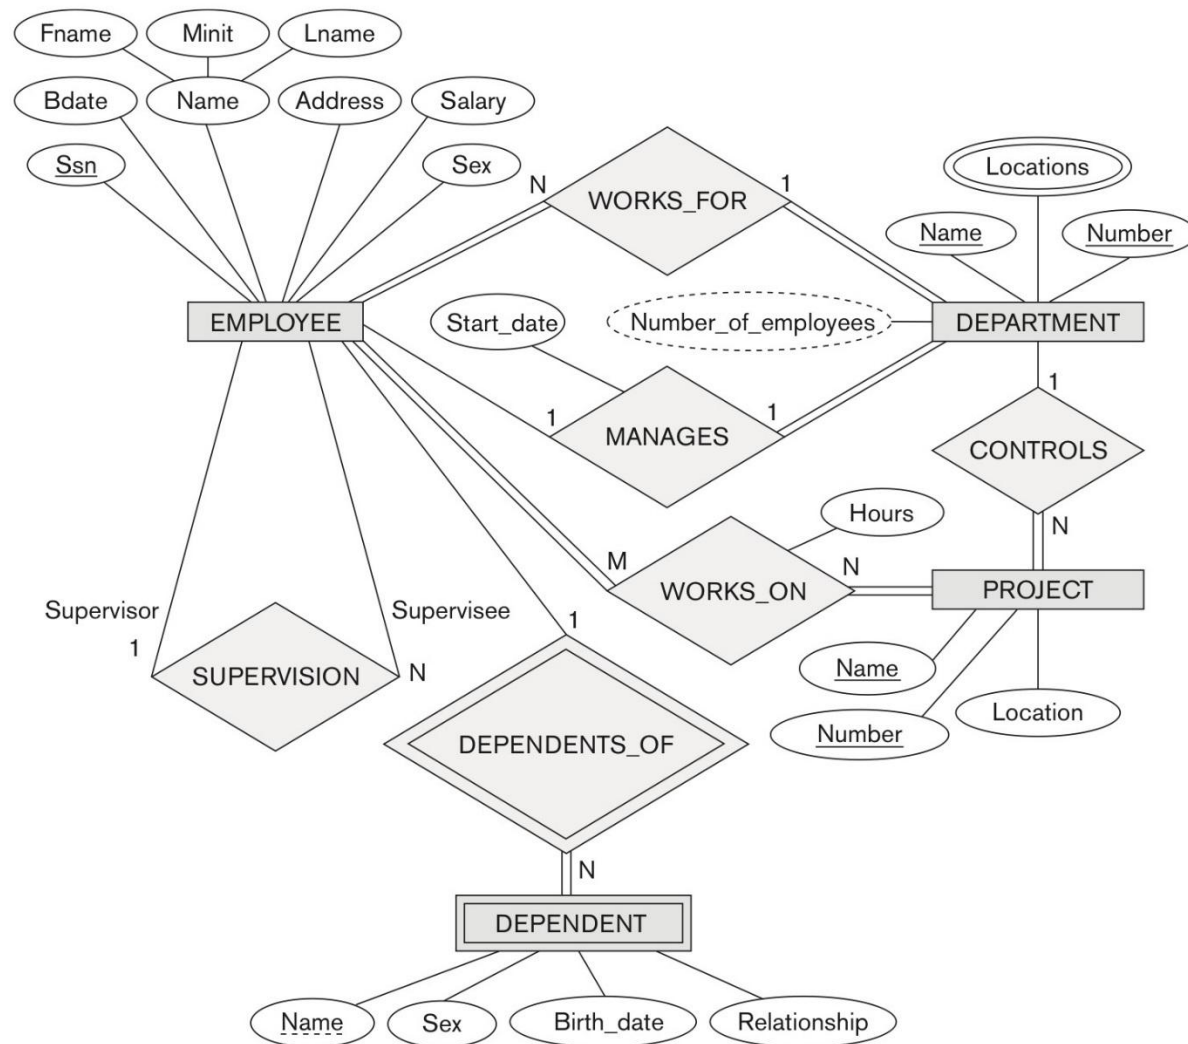 Fname
Minit
Lname
Bdate
Name
Address
Salary
Ssn
Sex
N
WORKS_FOR
1
Locations
Name
Number
EMPLOYEE
Start_date
Number_of_employees
DEPARTMENT
1
MANAGES
1
1
CONTROLS
N
Hours
M
WORKS_ON
N
PROJECT
Name
Number
Location
Supervisor
1
Supervisee
N
SUPERVISION
1
DEPENDENTS_OF
N
DEPENDENT
Name
Sex
Birth_date
Relationship